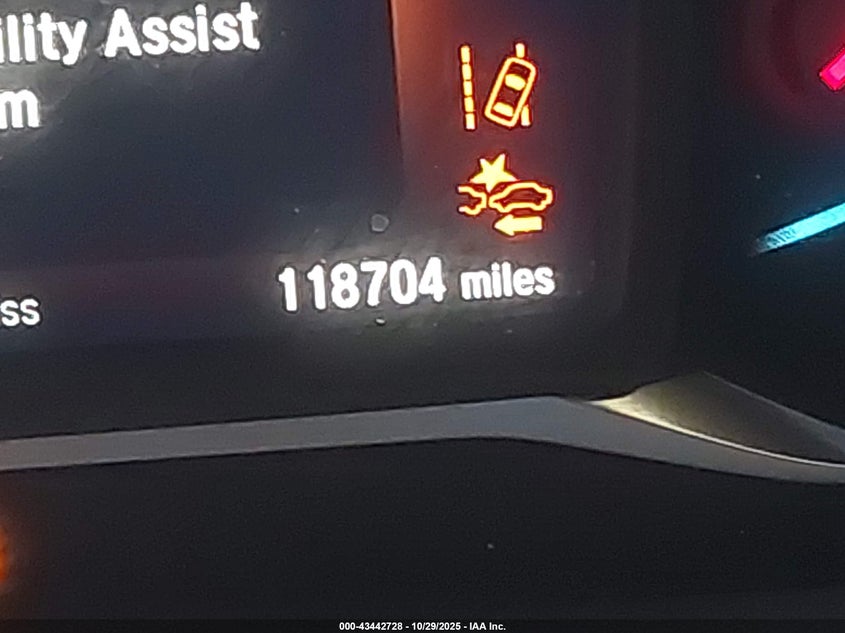 ility Assist
m
118704 miles
ss
000-43442728 - 10/29/2025 - IAA Inc.